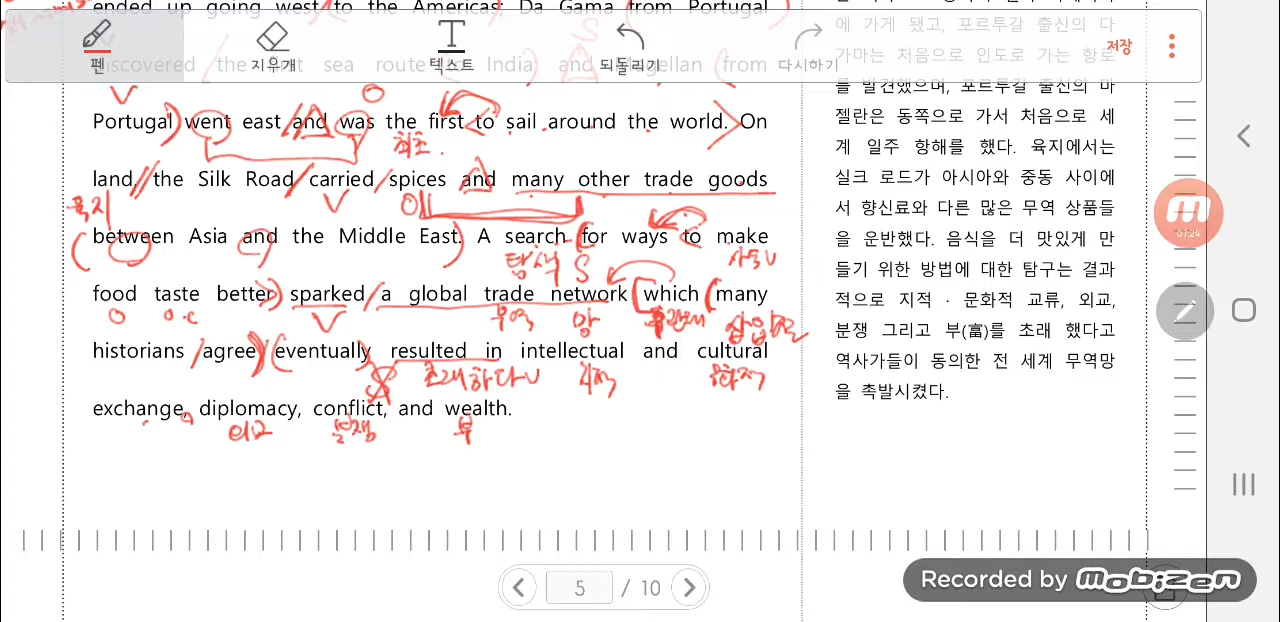 ended up going west to the Americas; Da Gama from Portugal
펜
지우개
텍스트
되돌리기
다시하기
저장
discovered the sea route India) and Magellan (from
Portugal) went east and was the first to sail around the world. On
최초.
land, the Silk Road carried spices and many other trade goods
육지
V
between Asia and the Middle East. A search for ways to make
탐색
S
사역V
food taste better sparked a global trade network which many
O
O.C
V
무역
망
삽입절
historians agree eventually resulted in intellectual and cultural
초래하다V
지적
문화적
exchange, diplomacy, conflict, and wealth.
외교
분쟁
부
에 가게 됐고, 포르투갈 출신의 다
가마는 처음으로 인도로 가는 항로
를 발견했으며, 포르투갈 출신의 마
젤란은 동쪽으로 가서 처음으로 세
계 일주 항해를 했다. 육지에서는
실크 로드가 아시아와 중동 사이에
서 향신료와 다른 많은 무역 상품들
을 운반했다. 음식을 더 맛있게 만
들기 위한 방법에 대한 탐구는 결과
적으로 지적 · 문화적 교류, 외교,
분쟁 그리고 부(富)를 초래 했다고
역사가들이 동의한 전 세계 무역망
을 촉발시켰다.
01:24
5 / 10
Recorded by mobizen